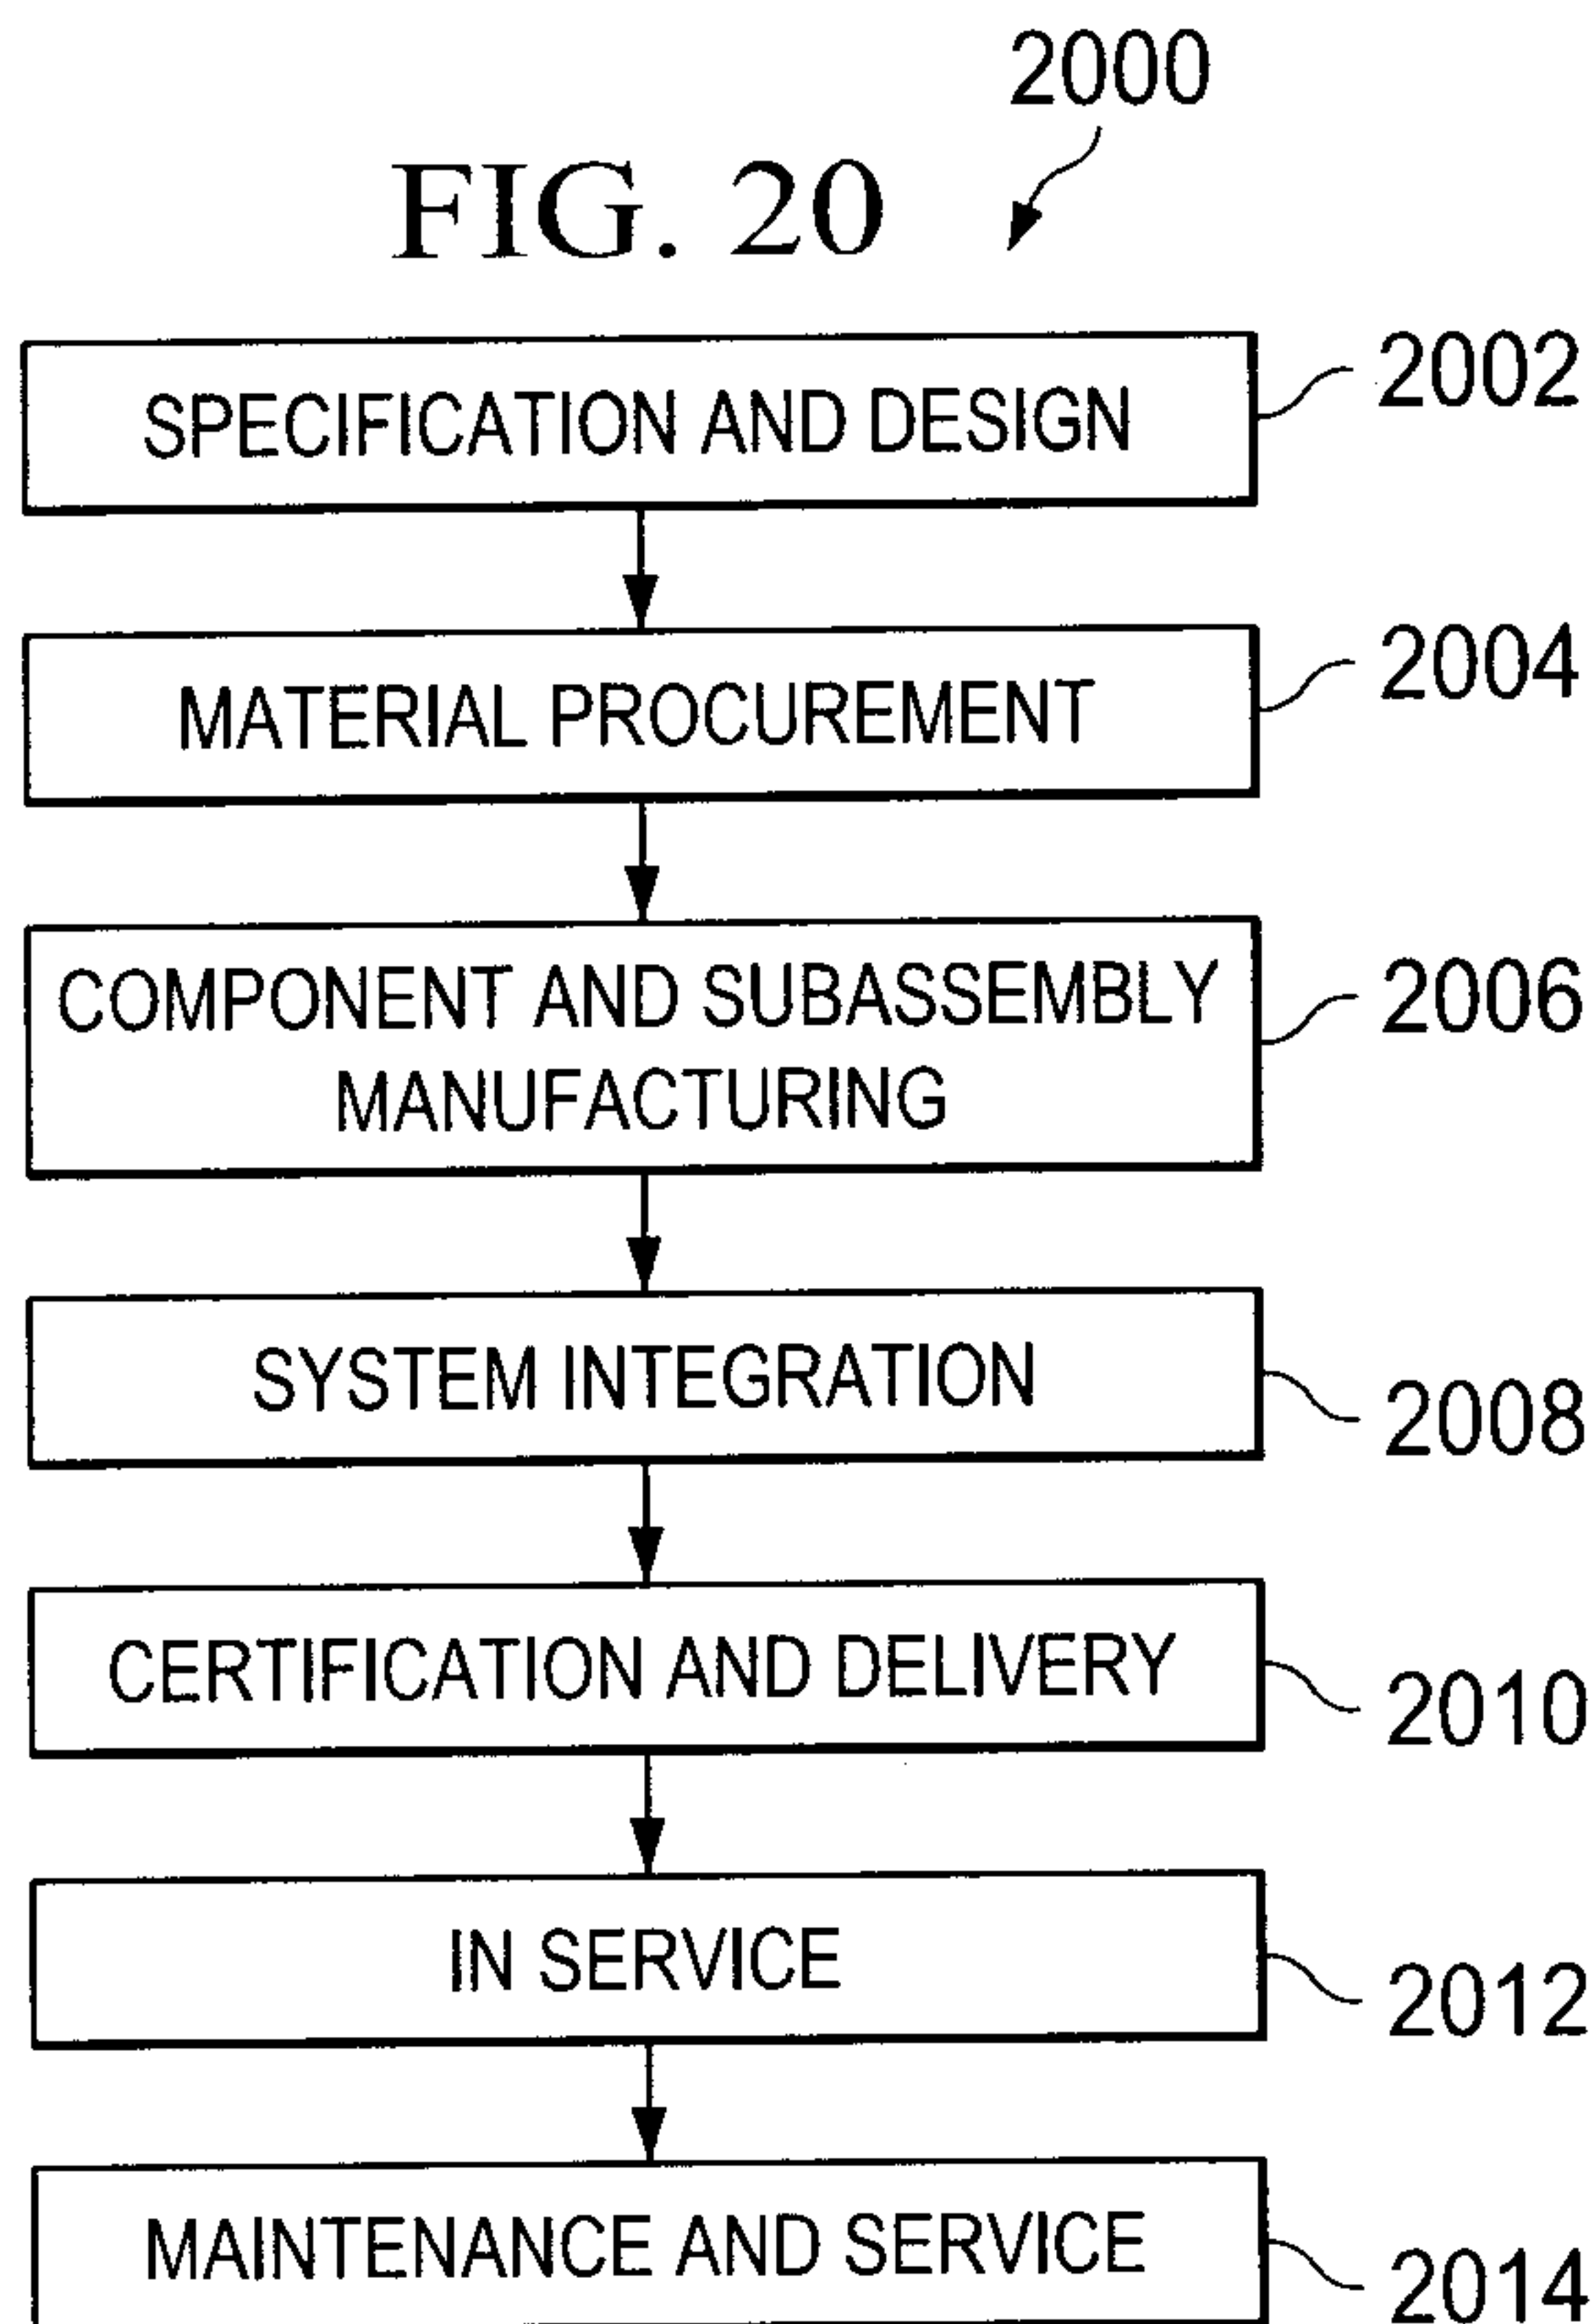 2000
FIG. 20
SPECIFICATION AND DESIGN
2002
MATERIAL PROCUREMENT
2004
COMPONENT AND SUBASSEMBLY
MANUFACTURING
2006
SYSTEM INTEGRATION
2008
CERTIFICATION AND DELIVERY
2010
IN SERVICE
2012
MAINTENANCE AND SERVICE
2014